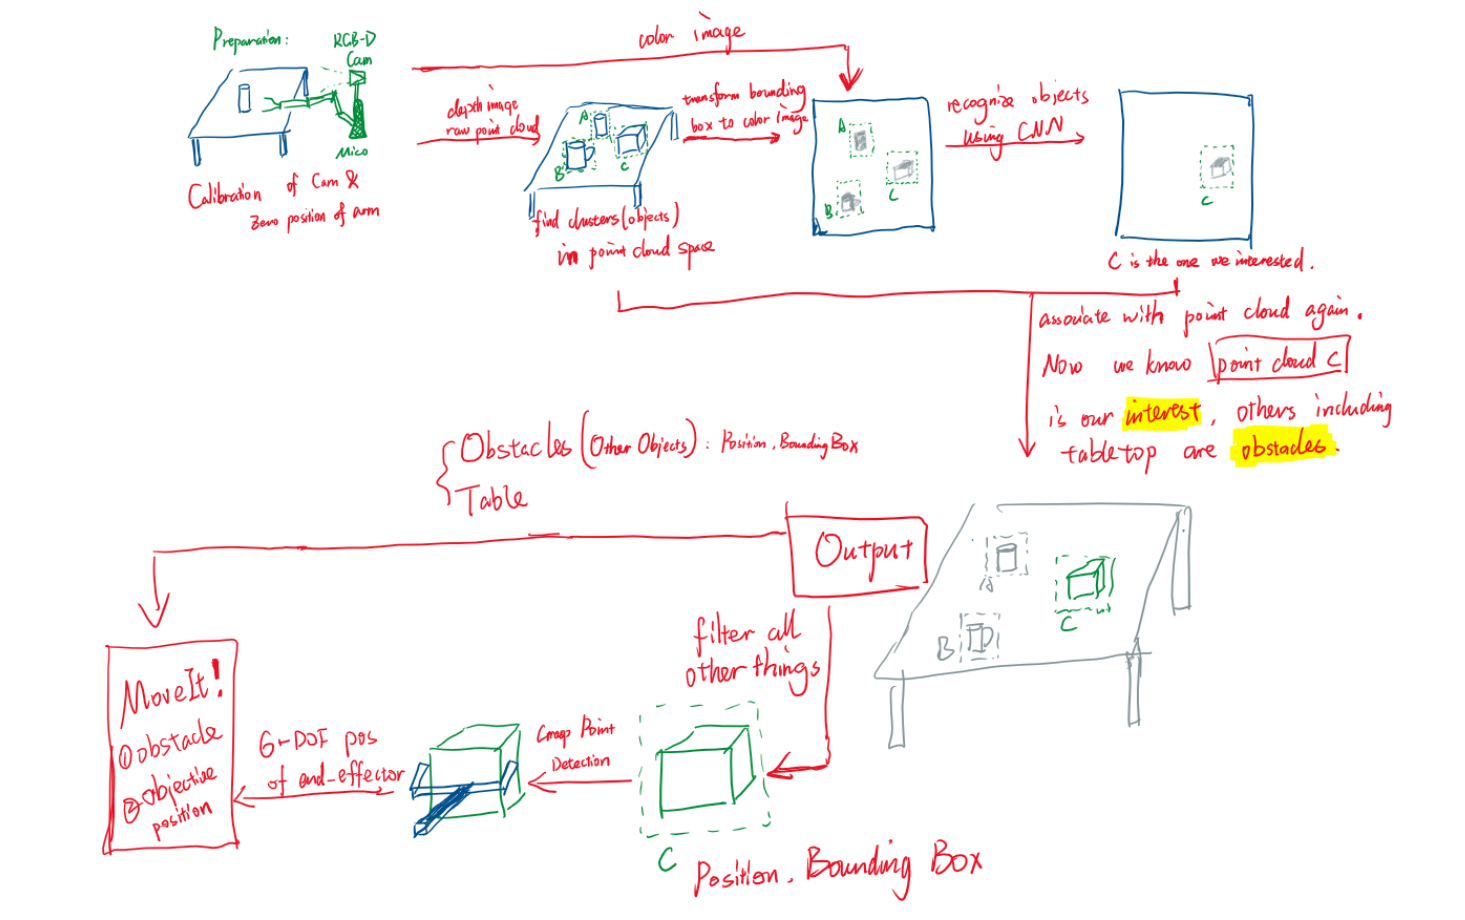 Preparation:
RGB-D
Cam
Mico
Calibration of Cam &
Zero position of arm
color image
depth image
raw point cloud
A
B
C
find clusters(objects)
in point cloud space
transform bounding
box to color image
A
B
C
recognize objects
using CNN
C
C is the one we interested.
associate with point cloud again.
Now we know point cloud C
is our interest, others including
tabletop are obstacles.
Obstacles (Other Objects): Position, Bounding Box
Table
Output
A
B
C
filter all
other things
C
Position, Bounding Box
Grasp Point
Detection
6-DOF pos
of end-effector
MoveIt!
① obstacle
② objective
position